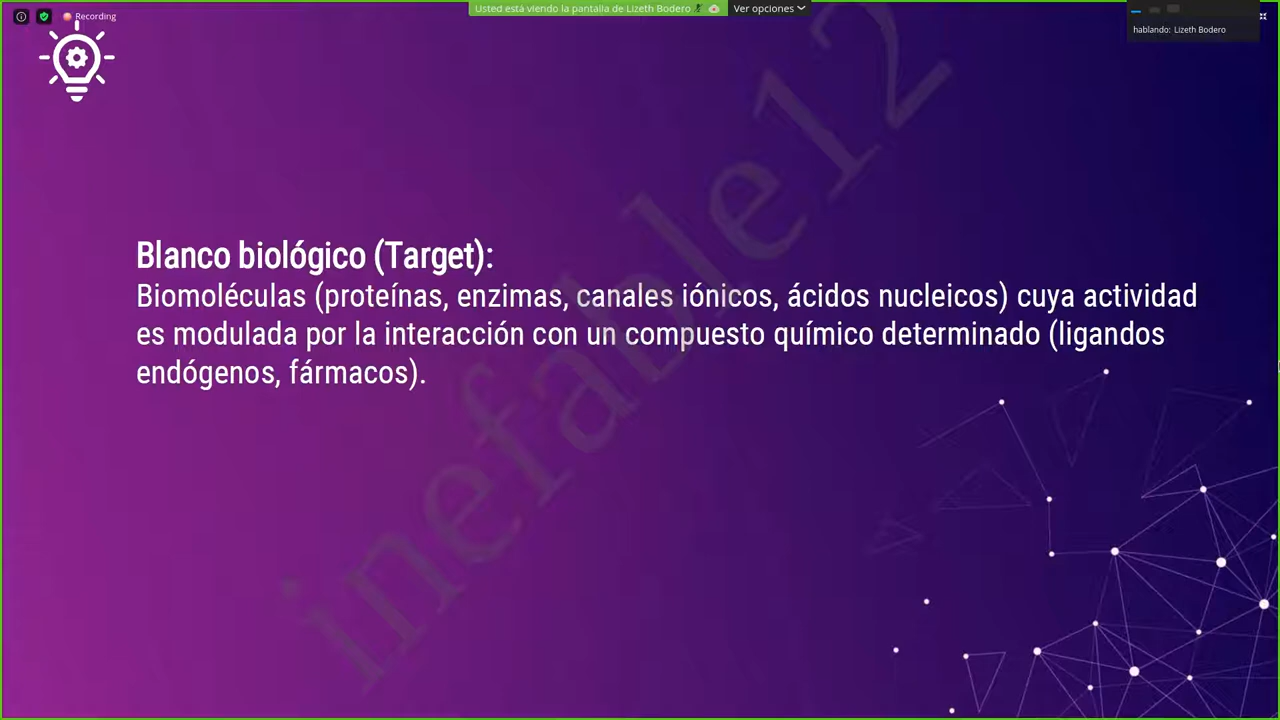 Recording
Usted está viendo la pantalla de Lizeth Bodero
Ver opciones
hablando: Lizeth Bodero
Blanco biológico (Target):
Biomoléculas (proteínas, enzimas, canales iónicos, ácidos nucleicos) cuya actividad
es modulada por la interacción con un compuesto químico determinado (ligandos
endógenos, fármacos).
inefable12